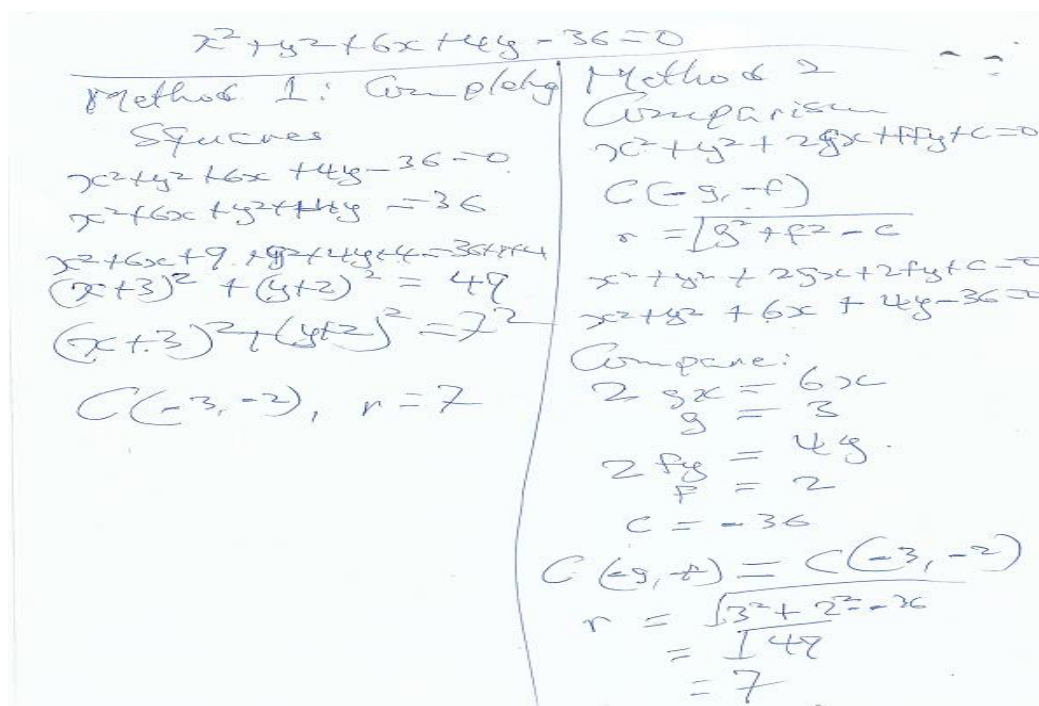 x²+y²+6x+4y-36=0
Method 1: Completing
Squares
x²+y²+6x+4y-36=0
x²+6x+y²+4y=36
x²+6x+9+y²+4y+4=36+9+4
(x+3)²+(y+2)²=49
(x+3)²+(y+2)²=7²
C(-3,-2), r=7
Method 2
Comparison
x²+y²+2gx+2fy+c=0
C(-g,-f)
r=√g²+f²-c
x²+y²+2gx+2fy+c=0
x²+y²+6x+4y-36=0
Compare:
2gx=6x
g=3
2fy=4y.
f=2
c=-36
C(-g,-f)=C(-3,-2)
r=√3²+2²--36
=√49
=7